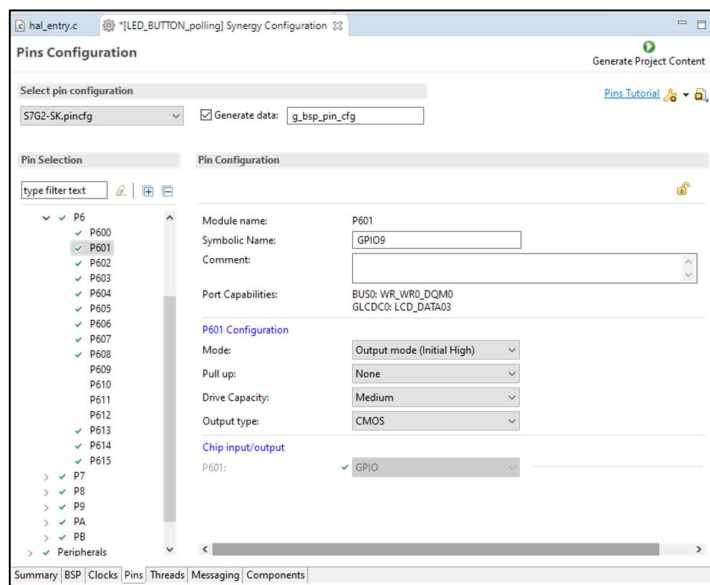 hal_entry.c
*[LED_BUTTON_polling] Synergy Configuration
Pins Configuration
Generate Project Content
Select pin configuration
Pins Tutorial
S7G2-SK.pincfg
Generate data: g_bsp_pin_cfg
Pin Selection
type filter text
P6
P600
P601
P602
P603
P604
P605
P606
P607
P608
P609
P610
P611
P612
P613
P614
P615
P7
P8
P9
PA
PB
Peripherals
Pin Configuration
Module name: P601
Symbolic Name: GPIO9
Comment:
Port Capabilities: BUS0: WR_WR0_DQM0
GLCDC0: LCD_DATA03
P601 Configuration
Mode: Output mode (Initial High)
Pull up: None
Drive Capacity: Medium
Output type: CMOS
Chip input/output
P601: GPIO
Summary BSP Clocks Pins Threads Messaging Components